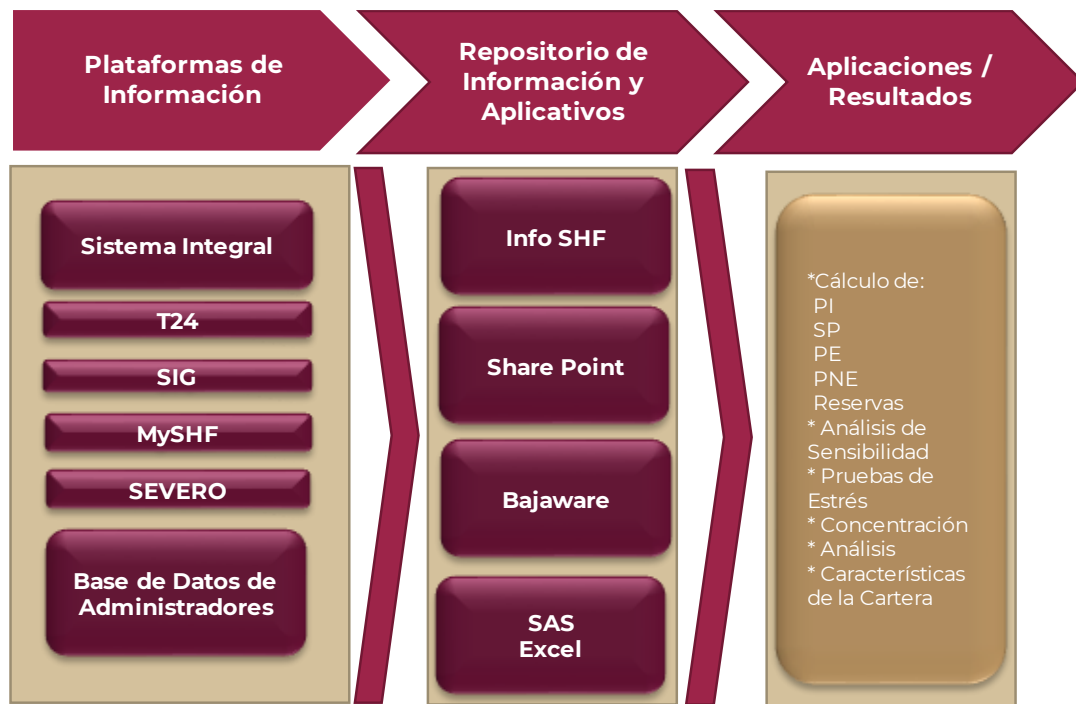 Plataformas de
Información
Repositorio de
Información y
Aplicativos
Aplicaciones /
Resultados
Sistema Integral
T24
SIG
MySHF
SEVERO
Base de Datos de
Administradores
Info SHF
Share Point
Bajaware
SAS
Excel
*Cálculo de:
PI
SP
PE
PNE
Reservas
* Análisis de
Sensibilidad
* Pruebas de
Estrés
* Concentración
* Análisis
* Características
de la Cartera